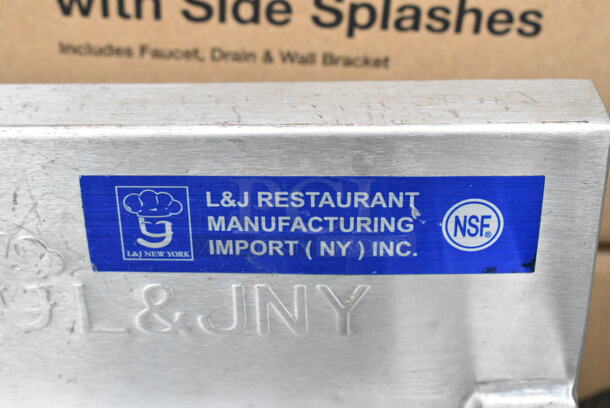 with Side Splashes
Includes Faucet, Drain & Wall Bracket
L&J RESTAURANT
MANUFACTURING
IMPORT ( NY ) INC.
L&J NEW YORK
NSF®
L&JNY